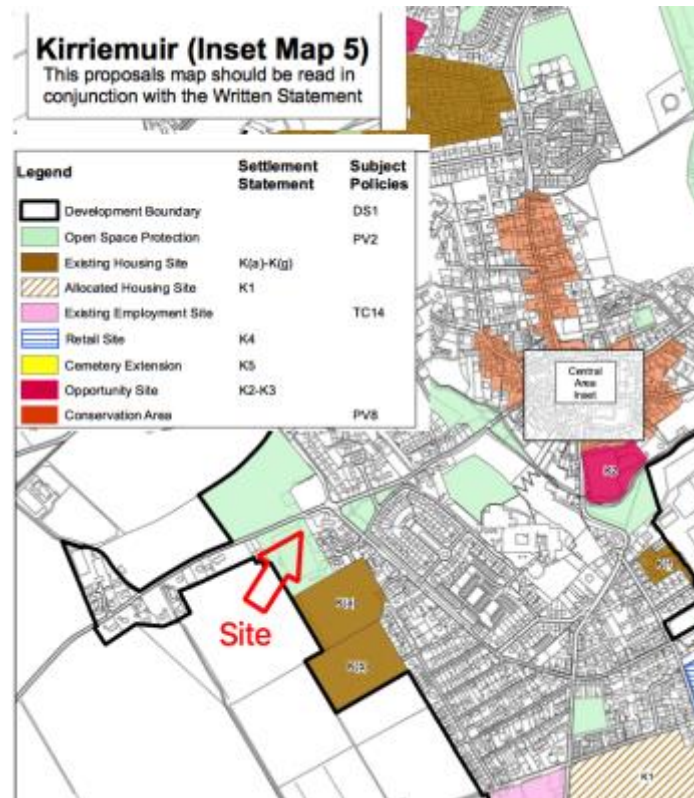 Kirriemuir (Inset Map 5)
This proposals map should be read in
conjunction with the Written Statement
Legend Settlement Statement Subject Policies
Development Boundary DS1
Open Space Protection PV2
Existing Housing Site K(a)-K(g)
Allocated Housing Site K1
Existing Employment Site TC14
Retail Site K4
Cemetery Extension K5
Opportunity Site K2-K3
Conservation Area PV8
Central
Area
Inset
K2
Site
K1